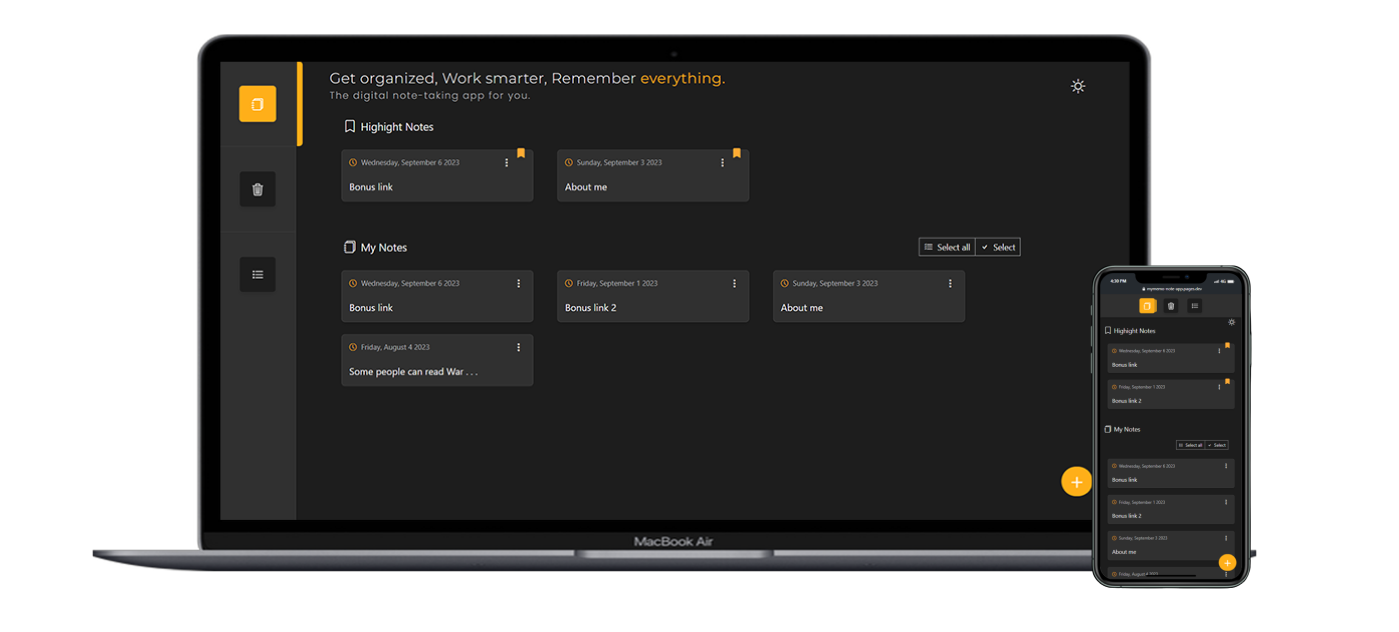 Get organized, Work smarter, Remember everything.
The digital note-taking app for you.
Highight Notes
Wednesday, September 6 2023
Bonus link
Sunday, September 3 2023
About me
My Notes
Select all
Select
Wednesday, September 6 2023
Bonus link
Friday, September 1 2023
Bonus link 2
Sunday, September 3 2023
About me
Friday, August 4 2023
Some people can read War . . .
MacBook Air
4:39 PM
4G
Highight Notes
Wednesday, September 6 2023
Bonus link
Friday, September 1 2023
Bonus link 2
My Notes
Select all
Select
Wednesday, September 6 2023
Bonus link
Friday, September 1 2023
Bonus link 2
Sunday, September 3 2023
About me
Friday, August 4 2023